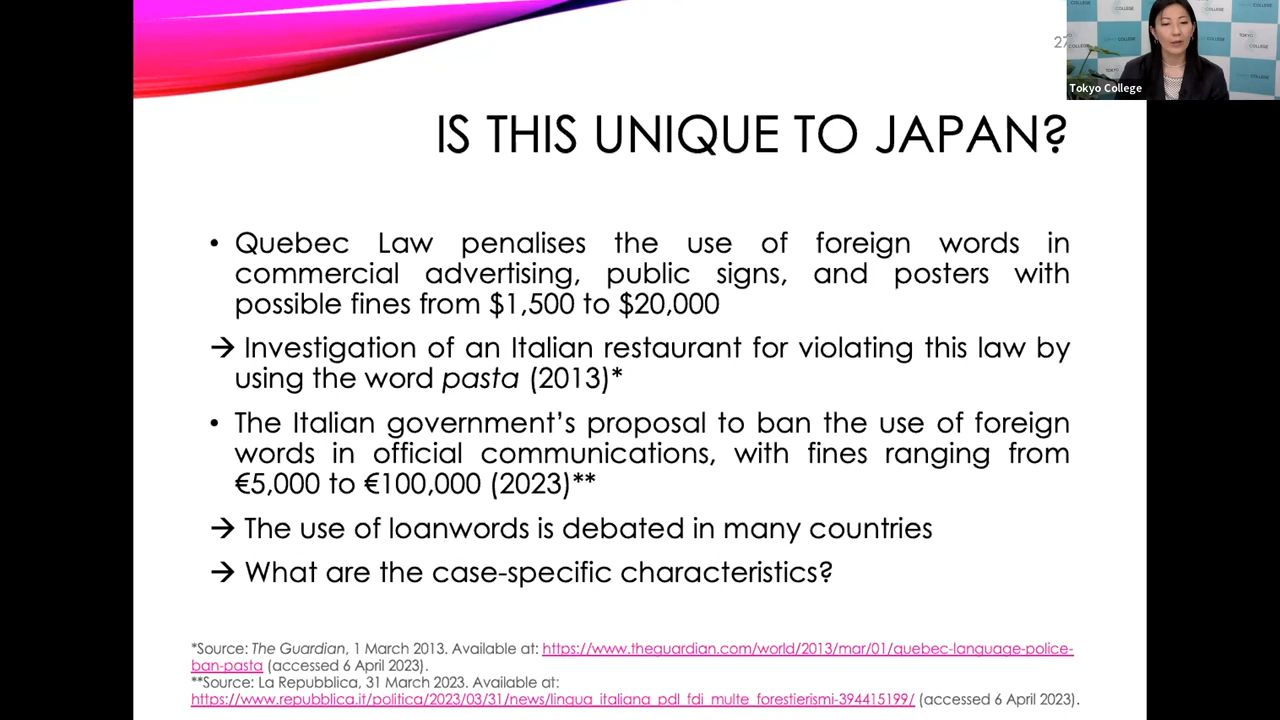 27
COLLEGE
COLLEGE
TOKYO
COLLEGE
Tokyo College
IS THIS UNIQUE TO JAPAN?
• Quebec Law penalises the use of foreign words in
commercial advertising, public signs, and posters with
possible fines from $1,500 to $20,000
→ Investigation of an Italian restaurant for violating this law by
using the word pasta (2013)*
• The Italian government’s proposal to ban the use of foreign
words in official communications, with fines ranging from
€5,000 to €100,000 (2023)**
→ The use of loanwords is debated in many countries
→ What are the case-specific characteristics?
*Source: The Guardian, 1 March 2013. Available at: https://www.theguardian.com/world/2013/mar/01/quebec-language-police-
ban-pasta (accessed 6 April 2023).
**Source: La Repubblica, 31 March 2023. Available at:
https://www.repubblica.it/politica/2023/03/31/news/lingua_italiana_pdl_fdi_multe_forestierismi-394415199/ (accessed 6 April 2023).